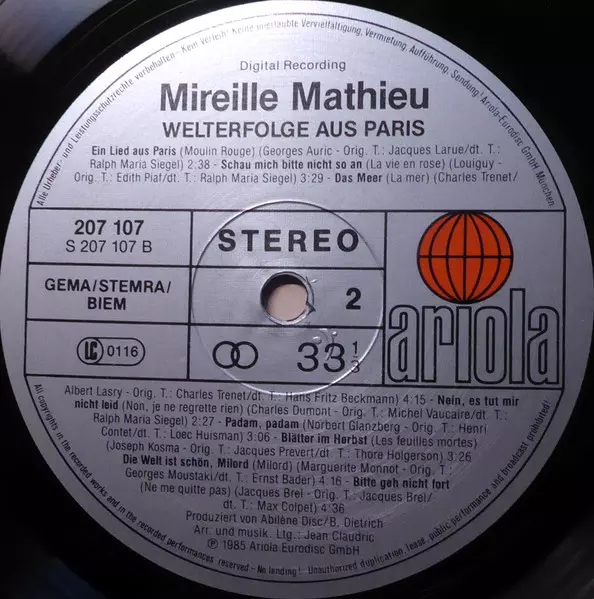 Alle Urheber- und Leistungsschutzrechte vorbehalten - Kein Verleih! Keine unerlaubte Vervielfältigung, Vermietung, Aufführung, Sendung! Ariola-Eurodisc GmbH München
Digital Recording
Mireille Mathieu
WELTERFOLGE AUS PARIS
Ein Lied aus Paris (Moulin Rouge) (Georges Auric - Orig. T.: Jacques Larue/dt. T.:
Ralph Maria Siegel) 2:38 - Schau mich bitte nicht so an (La vie en rose) (Louiguy -
Orig. T.: Edith Piaf/dt. T.: Ralph Maria Siegel) 3:29 - Das Meer (La mer) (Charles Trenet/
207 107
S 207 107 B
STEREO
GEMA/STEMRA/
BIEM
2
LC 0116
33 1/3
ariola
Albert Lasry - Orig. T.: Charles Trenet/dt. T.: Hans Fritz Beckmann) 4:15 - Nein, es tut mir
nicht leid (Non, je ne regrette rien) (Charles Dumont - Orig. T.: Michel Vaucaire/dt. T.:
Ralph Maria Siegel) 2:27 - Padam, padam (Norbert Glanzberg - Orig. T.: Henri
Contet/dt. T.: Loec Huisman) 3:06 - Blätter im Herbst (Les feuilles mortes)
(Joseph Kosma - Orig. T.: Jacques Prevert/dt. T.: Thore Holgerson) 3:26
Die Welt ist schön, Milord (Milord) (Marguerite Monnot - Orig. T.:
Georges Moustaki/dt. T.: Ernst Bader) 4:16 - Bitte geh nicht fort
(Ne me quitte pas) (Jacques Brel - Orig. T.: Jacques Brel/
dt. T.: Max Colpet) 4:36
Produziert von Abilène Disc/B. Dietrich
Arr. und musik. Ltg.: Jean Claudric
Ⓟ 1985 Ariola Eurodisc GmbH
All copyrights in the recorded works and in the recording reserved - No lending! Unauthorized duplication, lease, public performance and broadcast prohibited!